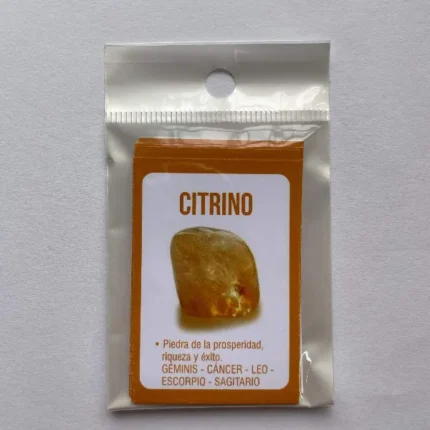 CITRINO
• Piedra de la prosperidad,
riqueza y éxito.
GÉMINIS - CÁNCER - LEO -
ESCORPIO - SAGITARIO